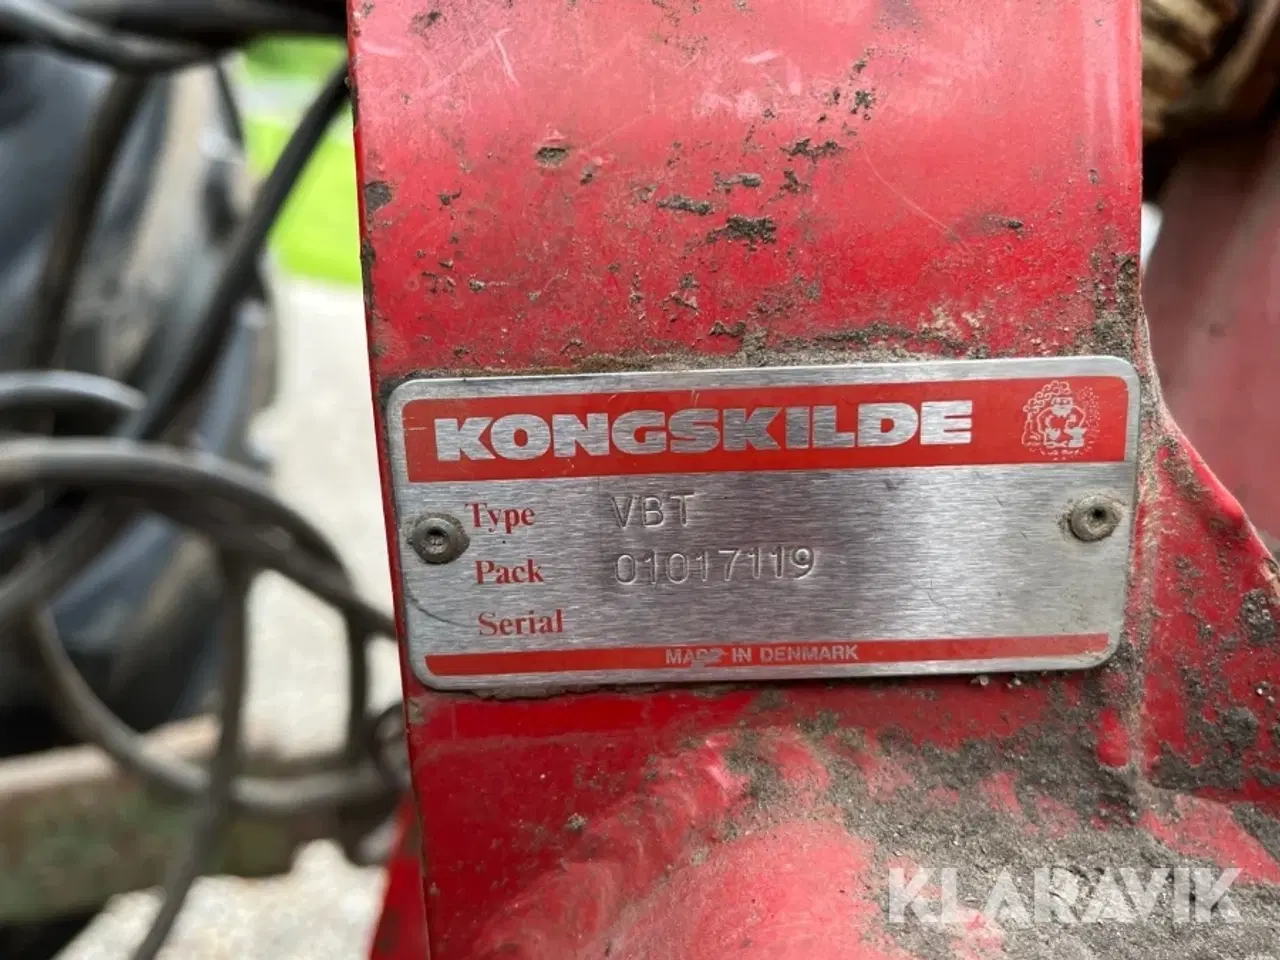 KONGSKILDE
Type VBT
Pack 01017119
Serial
MADE IN DENMARK
KLARAVIK